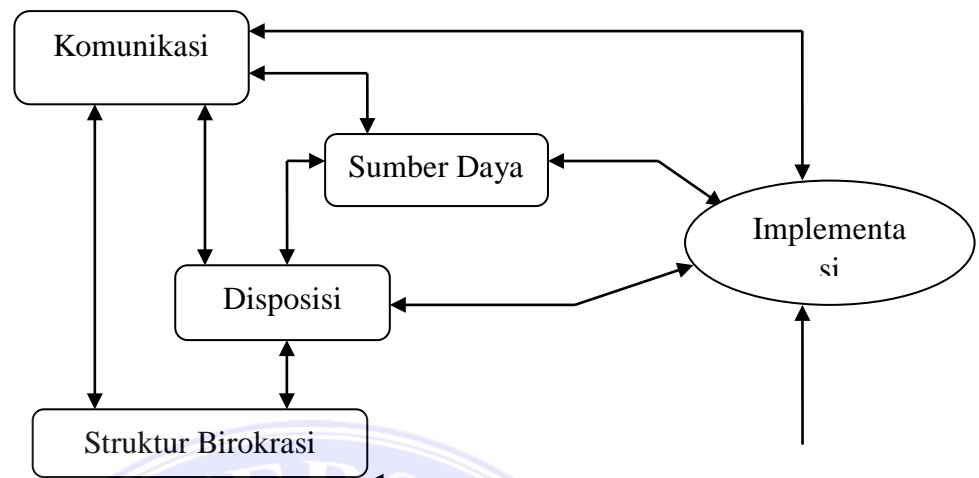 Komunikasi
Sumber Daya
Implementa
si
Disposisi
Struktur Birokrasi